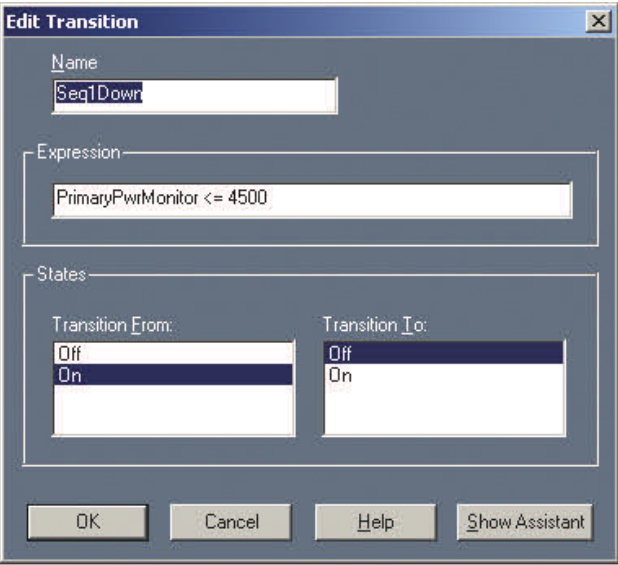 Edit Transition
Name
Seq1Down
Expression
PrimaryPwrMonitor <= 4500
States
Transition From:
Transition To:
Off
On
Off
On
OK
Cancel
Help
Show Assistant